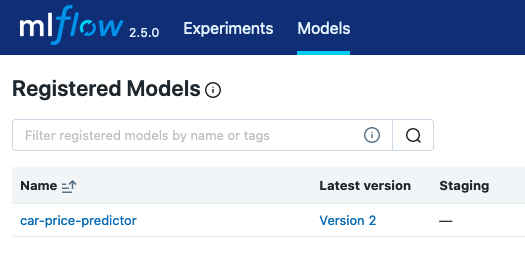 mlflow 2.5.0 Experiments Models
Registered Models
Filter registered models by name or tags
Name Latest version Staging
car-price-predictor Version 2 —